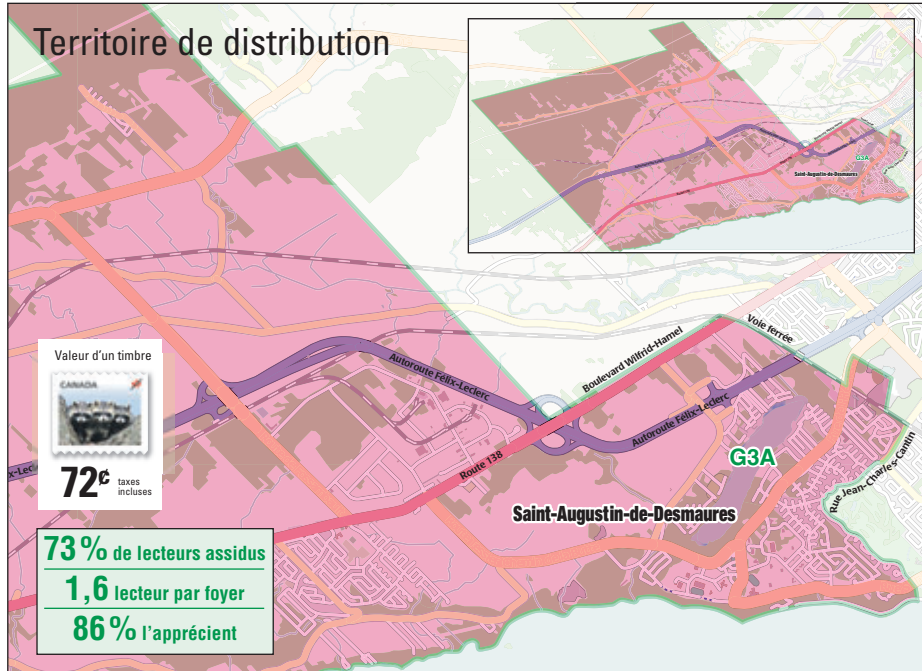 Territoire de distribution
G3A
Saint-Augustin-de-Desmaures
Voie ferrée
Boulevard Wilfrid-Hamel
Autoroute Félix-Leclerc
Autoroute Félix-Leclerc
Route 138
G3A
Saint-Augustin-de-Desmaures
Rue Jean-Charles-Cantin
Valeur d'un timbre
CANADA
72¢ taxes
incluses
73 % de lecteurs assidus
1,6 lecteur par foyer
86 % l'apprécient